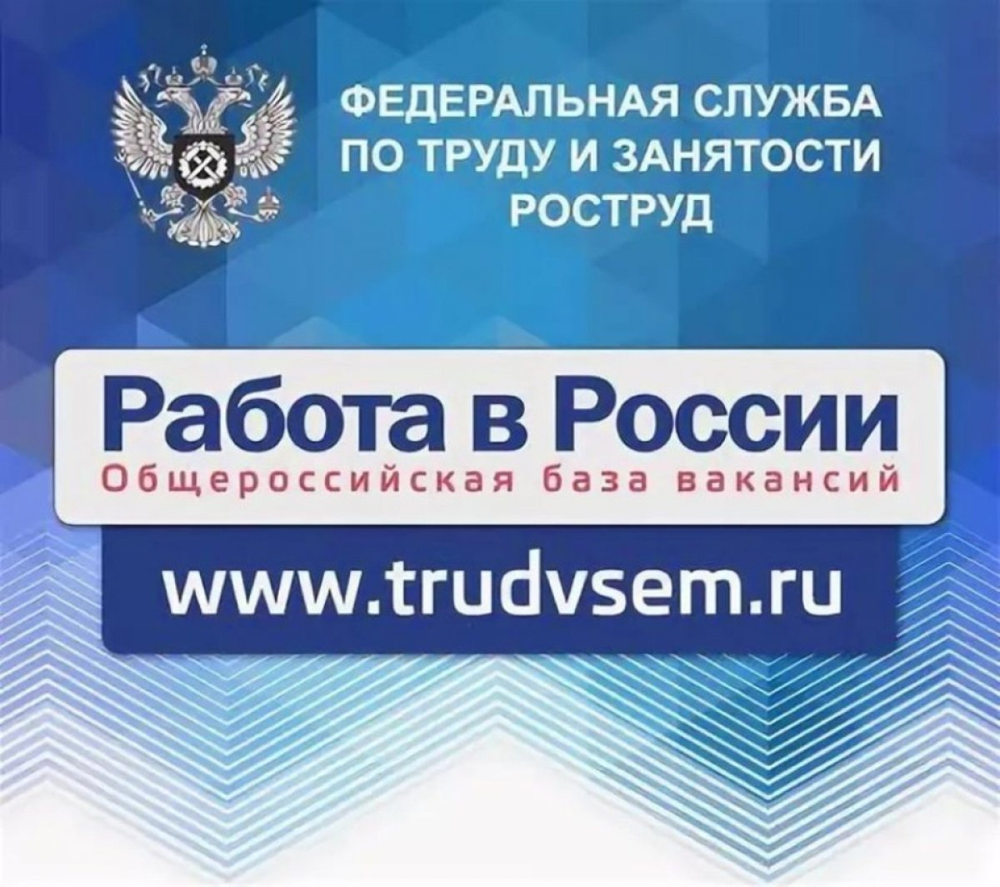 ФЕДЕРАЛЬНАЯ СЛУЖБА
ПО ТРУДУ И ЗАНЯТОСТИ
РОСТРУД
Работа в России
Общероссийская база вакансий
www.trudvsem.ru